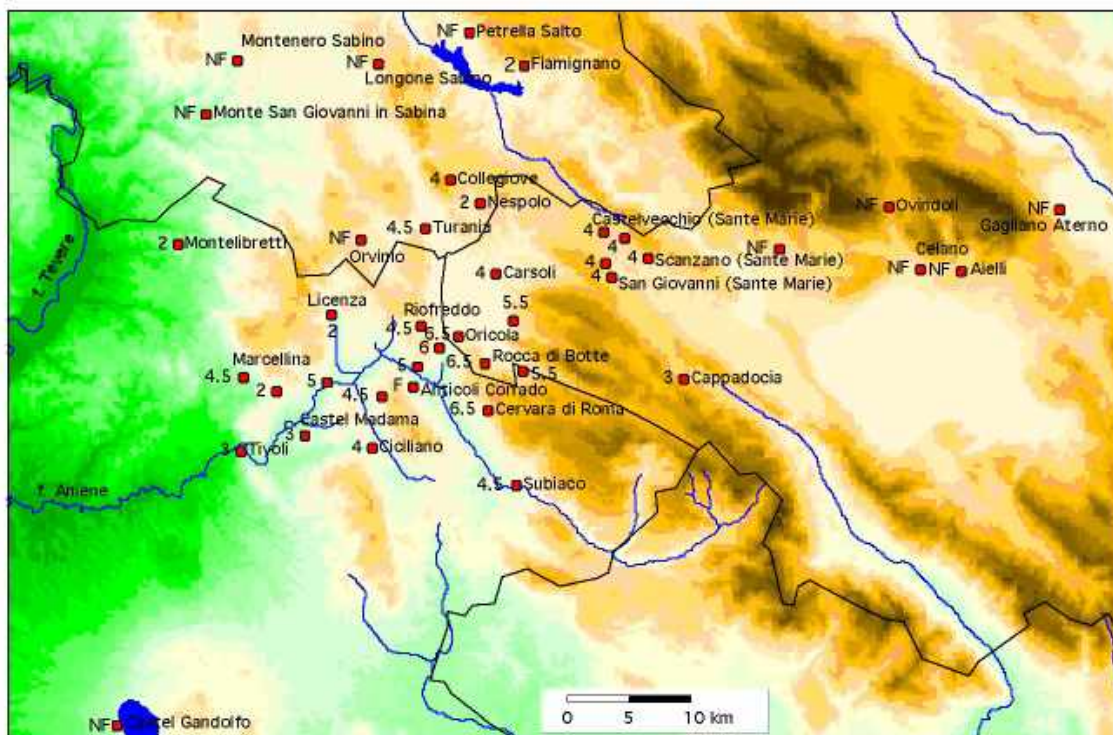 NF Petrella Salto
Montenero Sabino
NF
NF
Longone Sabino
2 Fiamignano
NF Monte San Giovanni in Sabina
4 Collegiove
2 Nespolo
NF Ovindoli
NF
Gagliano Aterno
4.5 Turania
Castelvecchio (Sante Marie)
4
4
2 Montelibretti
NF
Orvinio
NF
Celano
4 Scanzano (Sante Marie)
4
NF
NF Aielli
4 Carsoli
4 San Giovanni (Sante Marie)
f. Tevere
Licenza
2
Riofreddo
4.5
5.5
6.5 Oricola
6
Marcellina
4.5
5
6.5 Rocca di Botte
5.5
3 Cappadocia
2
5
F Anticoli Corrado
4.5
6.5 Cervara di Roma
Castel Madama
3
3 Tivoli
4 Ciciliano
4.5 Subiaco
f. Aniene
NF Castel Gandolfo
0 5 10 km